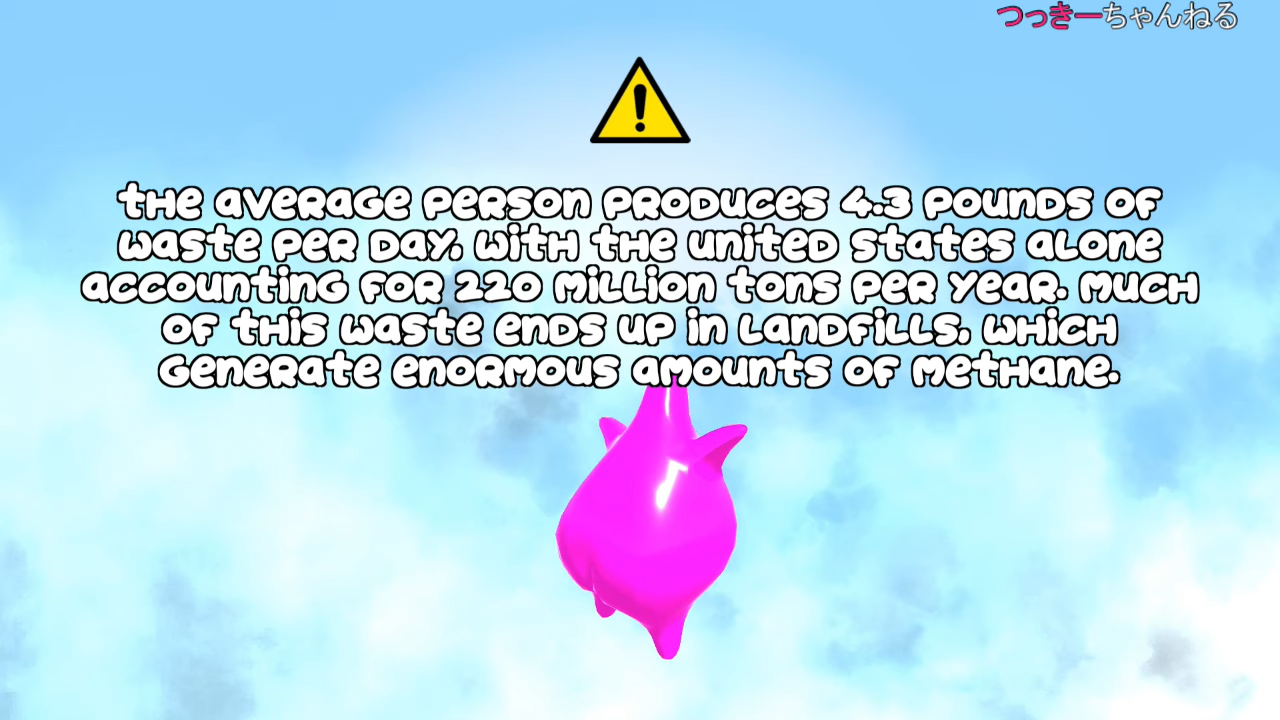 つっきーちゃんねる
THE AVERAGE PERSON PRODUCES 4.3 POUNDS OF
WASTE PER DAY, WITH THE UNITED STATES ALONE
ACCOUNTING FOR 220 MILLION TONS PER YEAR. MUCH
OF THIS WASTE ENDS UP IN LANDFILLS, WHICH
GENERATE ENORMOUS AMOUNTS OF METHANE.